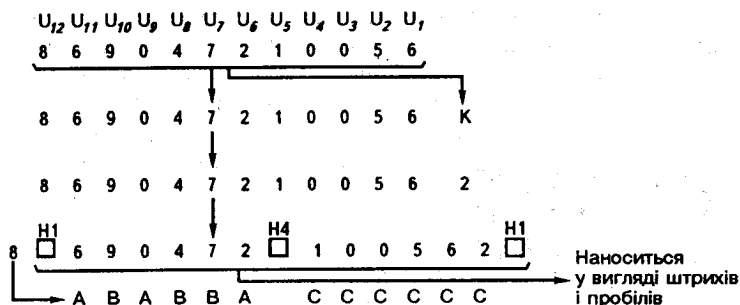 U12 U11 U10 U9 U8 U7 U6 U5 U4 U3 U2 U1
8 6 9 0 4 7 2 1 0 0 5 6
8 6 9 0 4 7 2 1 0 0 5 6 K
8 6 9 0 4 7 2 1 0 0 5 6 2
H1 H4 H1
8 6 9 0 4 7 2 1 0 0 5 6 2
Наноситься
у вигляді штрихів
і пробілів
A B A B B A C C C C C C